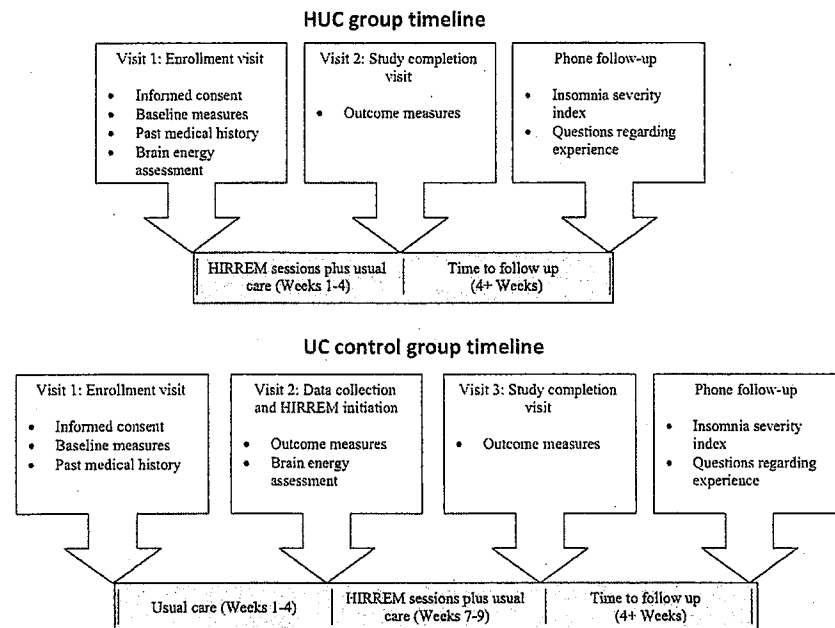 HUC group timeline
Visit 1: Enrollment visit
• Informed consent
• Baseline measures
• Past medical history
• Brain energy
assessment
Visit 2: Study completion
visit
• Outcome measures
Phone follow-up
• Insomnia severity
index
• Questions regarding
experience
HIRREM sessions plus usual
care (Weeks 1-4)
Time to follow up
(4+ Weeks)
UC control group timeline
Visit 1: Enrollment visit
• Informed consent
• Baseline measures
• Past medical history
Visit 2: Data collection
and HIRREM initiation
• Outcome measures
• Brain energy
assessment
Visit 3: Study completion
visit
• Outcome measures
Phone follow-up
• Insomnia severity
index
• Questions regarding
experience
Usual care (Weeks 1-4)
HIRREM sessions plus usual
care (Weeks 7-9)
Time to follow up
(4+ Weeks)